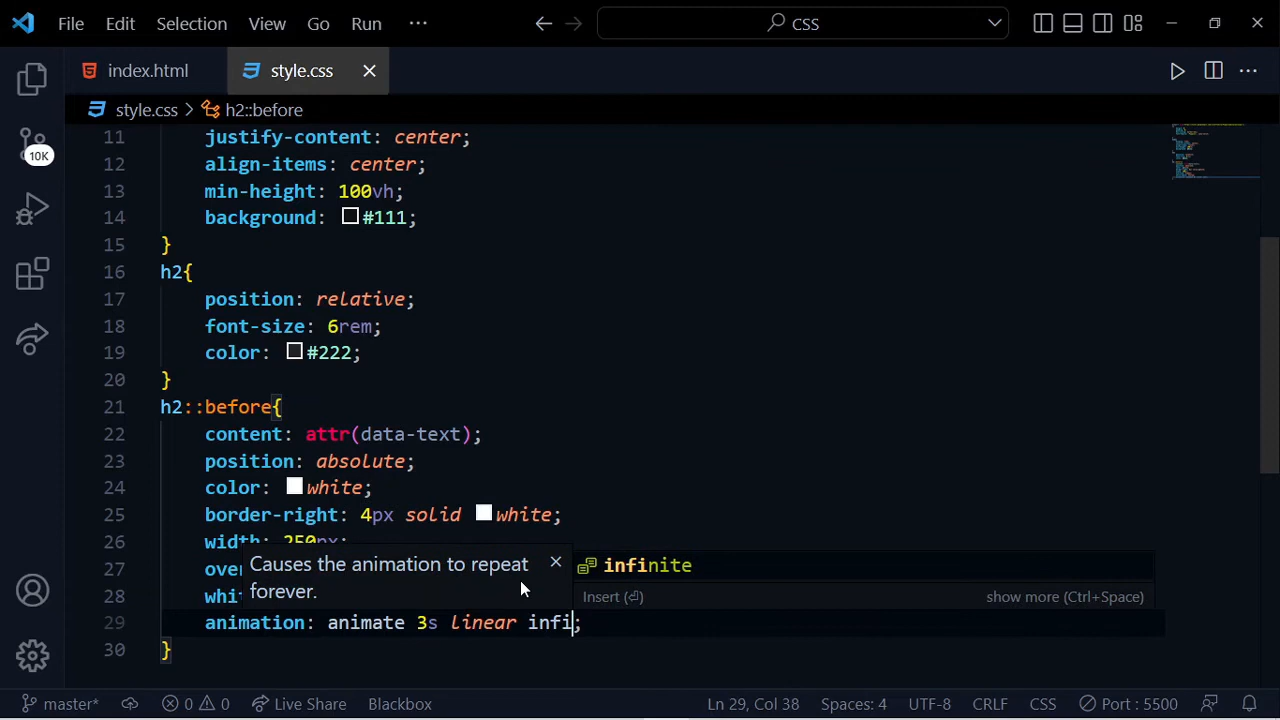 File Edit Selection View Go Run ··· CSS
index.html style.css
style.css > h2::before
11 justify-content: center;
12 align-items: center;
13 min-height: 100vh;
14 background: #111;
15 }
16 h2{
17 position: relative;
18 font-size: 6rem;
19 color: #222;
20 }
21 h2::before{
22 content: attr(data-text);
23 position: absolute;
24 color: white;
25 border-right: 4px solid white;
26 width: 250px;
27 ove
28 whit
29 animation: animate 3s linear infi;
30 }
Causes the animation to repeat
forever.
infinite
Insert (⏎) show more (Ctrl+Space)
10K
master* 0 0 Live Share Blackbox Ln 29, Col 38 Spaces: 4 UTF-8 CRLF CSS Port : 5500